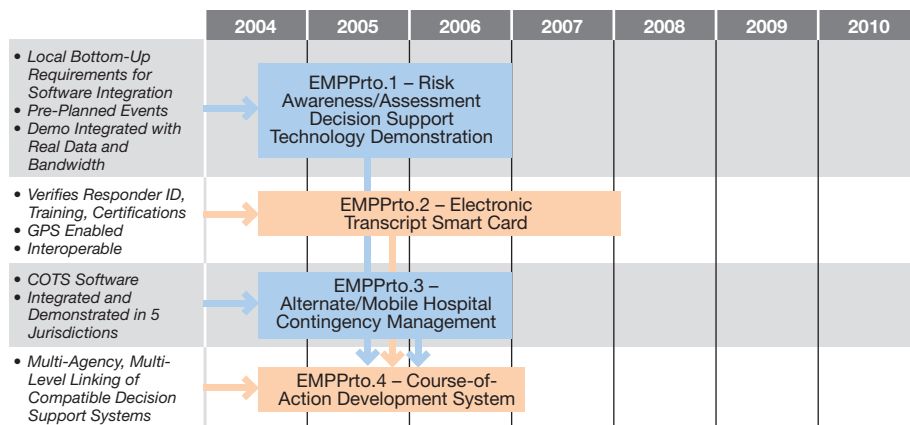 2004 2005 2006 2007 2008 2009 2010
• Local Bottom-Up
Requirements for
Software Integration
• Pre-Planned Events
• Demo Integrated with
Real Data and
Bandwidth
EMPPrto.1 – Risk
Awareness/Assessment
Decision Support
Technology Demonstration
• Verifies Responder ID,
Training, Certifications
• GPS Enabled
• Interoperable
EMPPrto.2 – Electronic
Transcript Smart Card
• COTS Software
• Integrated and
Demonstrated in 5
Jurisdictions
EMPPrto.3 –
Alternate/Mobile Hospital
Contingency Management
• Multi-Agency, Multi-
Level Linking of
Compatible Decision
Support Systems
EMPPrto.4 – Course-of-
Action Development System